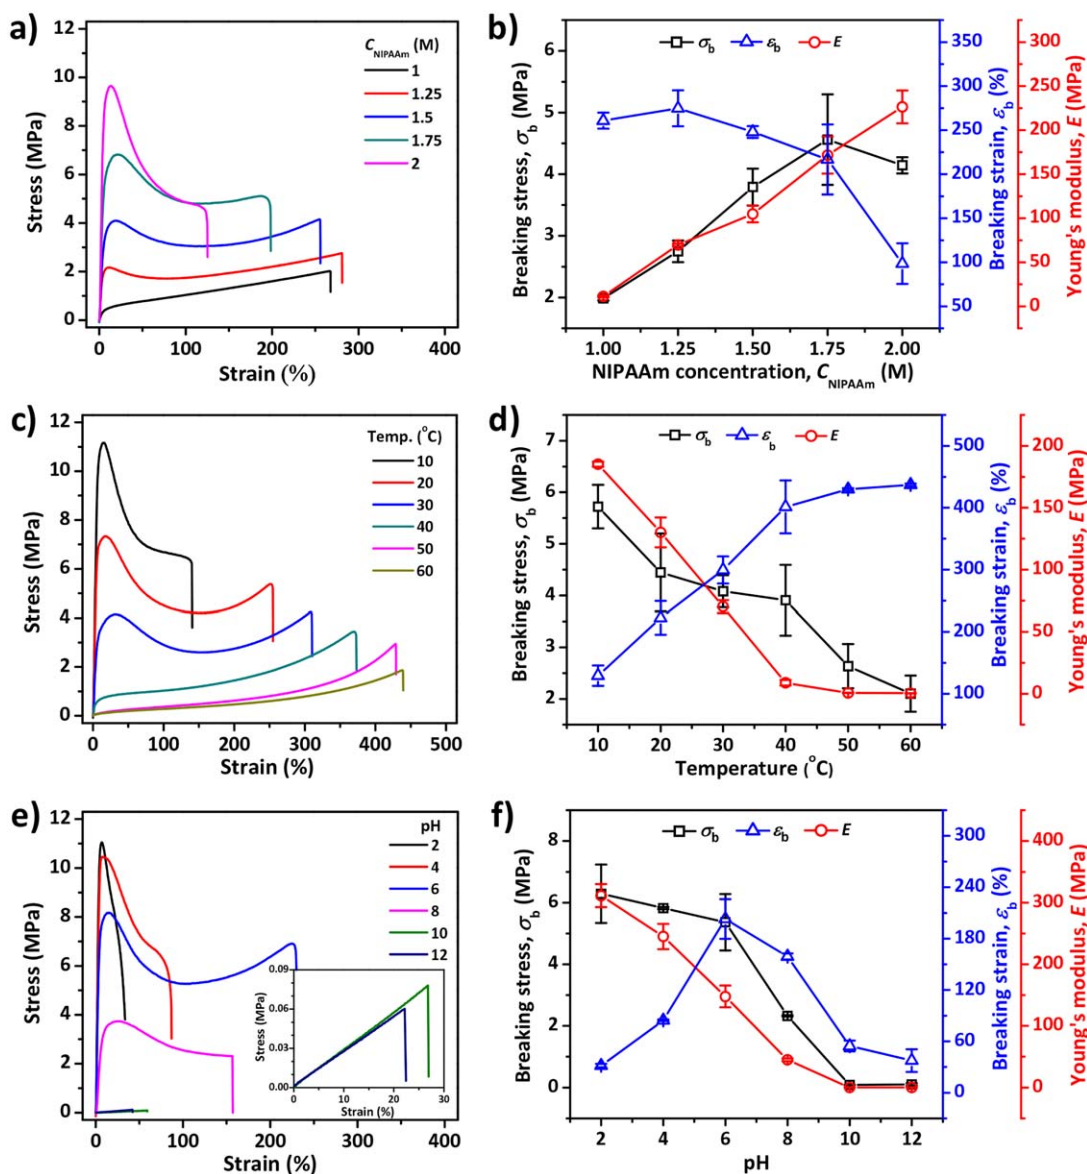 a)
12
10
8
6
4
2
0
Stress (MPa)
C_NIPAAm (M)
1
1.25
1.5
1.75
2
0 100 200 300 400
Strain (%)
b)
σb εb E
6
5
4
3
2
Breaking stress, σb (MPa)
350
300
250
200
150
100
50
Breaking strain, εb (%)
300
250
200
150
100
50
0
Young's modulus, E (MPa)
1.00 1.25 1.50 1.75 2.00
NIPAAm concentration, C_NIPAAm (M)
c)
12
10
8
6
4
2
0
Stress (MPa)
Temp. (°C)
10
20
30
40
50
60
0 100 200 300 400 500
Strain (%)
d)
σb εb E
7
6
5
4
3
2
Breaking stress, σb (MPa)
500
400
300
200
100
Breaking strain, εb (%)
200
150
100
50
0
Young's modulus, E (MPa)
10 20 30 40 50 60
Temperature (°C)
e)
12
10
8
6
4
2
0
Stress (MPa)
pH
2
4
6
8
10
12
0.09
0.06
0.03
0.00
Stress (MPa)
0 10 20 30
Strain (%)
0 100 200 300 400
Strain (%)
f)
σb εb E
8
6
4
2
0
Breaking stress, σb (MPa)
300
240
180
120
60
0
Breaking strain, εb (%)
400
300
200
100
0
Young's modulus, E (MPa)
2 4 6 8 10 12
pH